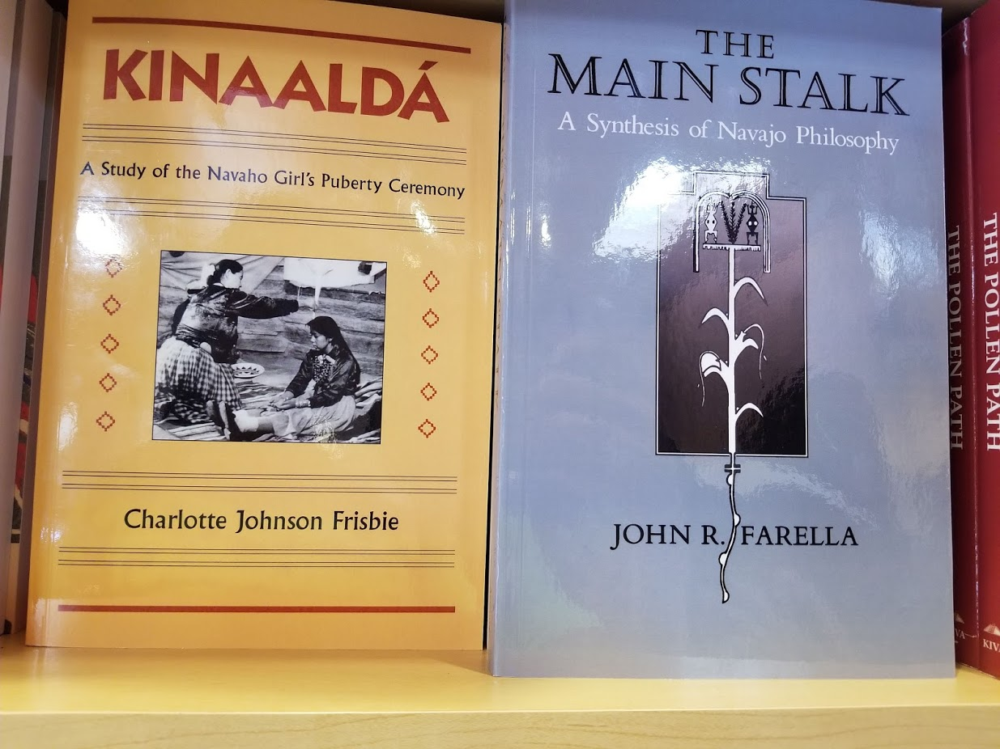 KINAALDÁ
A Study of the Navaho Girl's Puberty Ceremony
Charlotte Johnson Frisbie
THE
MAIN STALK
A Synthesis of Navajo Philosophy
JOHN R. FARELLA
THE POLLEN PATH
THE POLLEN PATH